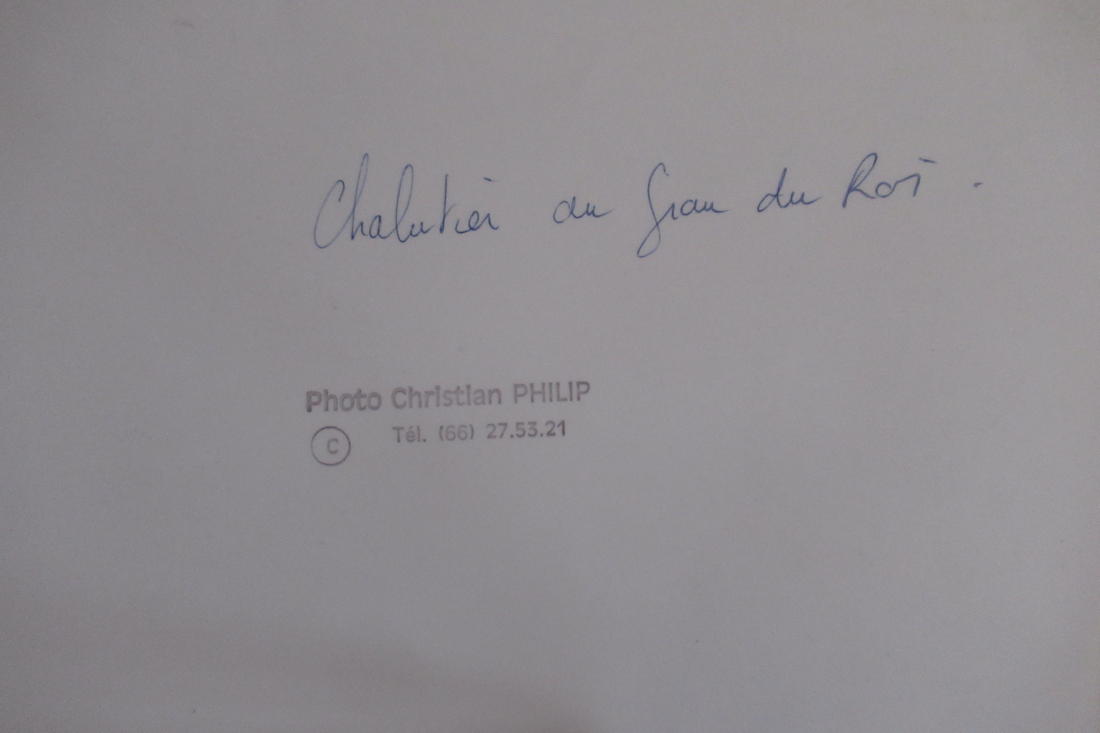 Chalutier au Grau du Roi.
Photo Christian PHILIP
© Tél. (66) 27.53.21